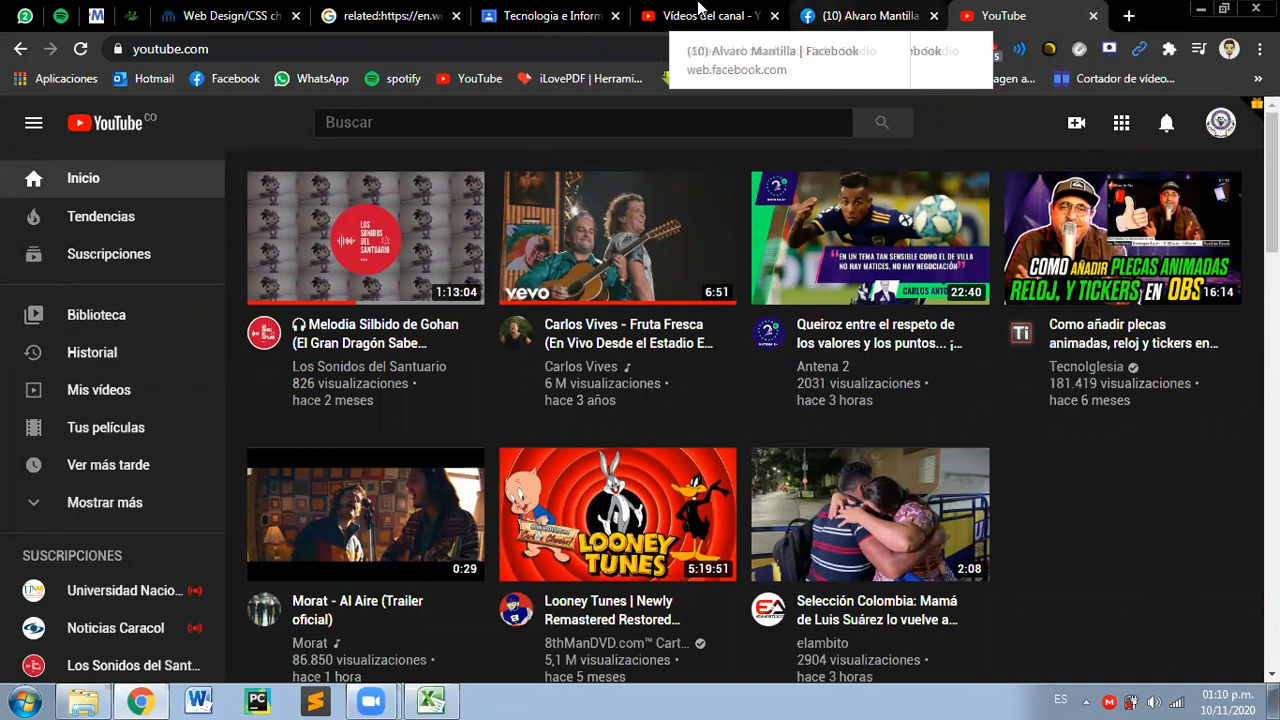 2
Web Design/CSS ch
related:https://en.wi
Tecnología e Inform
Vídeos del canal - Y
(10) Alvaro Mantilla
YouTube
youtube.com
(10) Alvaro Mantilla | Facebook
web.facebook.com
Hotmail
Facebook
WhatsApp
spotify
YouTube
iLovePDF | Herrami...
agen a...
Cortador de vídeo
YouTube CO
Buscar
Inicio
Tendencias
Suscripciones
Biblioteca
Historial
Mis vídeos
Tus películas
Ver más tarde
Mostrar más
SUSCRIPCIONES
Universidad Nacio...
Noticias Caracol
Los Sonidos del Sant...
LOS
SONIDOS
DEL
SANTUARIO
1:13:04
Melodia Silbido de Gohan
(El Gran Dragón Sabe...
Los Sonidos del Santuario
826 visualizaciones •
hace 2 meses
vevo
6:51
Carlos Vives - Fruta Fresca
(En Vivo Desde el Estadio E...
Carlos Vives
6 M visualizaciones •
hace 3 años
"EN UN TEMA TAN SENSIBLE COMO EL DE VILLA
NO HAY MATICES, NO HAY NEGOCIACIÓN"
CARLOS ANTO
22:40
Queiroz entre el respeto de
los valores y los puntos... ¡...
Antena 2
2031 visualizaciones •
hace 3 horas
COMO AÑADIR PLECAS ANIMADAS
RELOJ, Y TICKERS EN OBS
16:14
Ti
Como añadir plecas
animadas, reloj y tickers en...
TecnoIglesia
181.419 visualizaciones •
hace 6 meses
0:29
Morat - Al Aire (Trailer
oficial)
Morat
86.850 visualizaciones •
hace 1 hora
LOONEY
TUNES
5:19:51
Looney Tunes | Newly
Remastered Restored...
8thManDVD.com™ Cart...
5,1 M visualizaciones •
hace 5 meses
2:08
Selección Colombia: Mamá
de Luis Suárez lo vuelve a...
elambito
2904 visualizaciones •
hace 3 horas
PC
ES
01:10 p.m.
10/11/2020